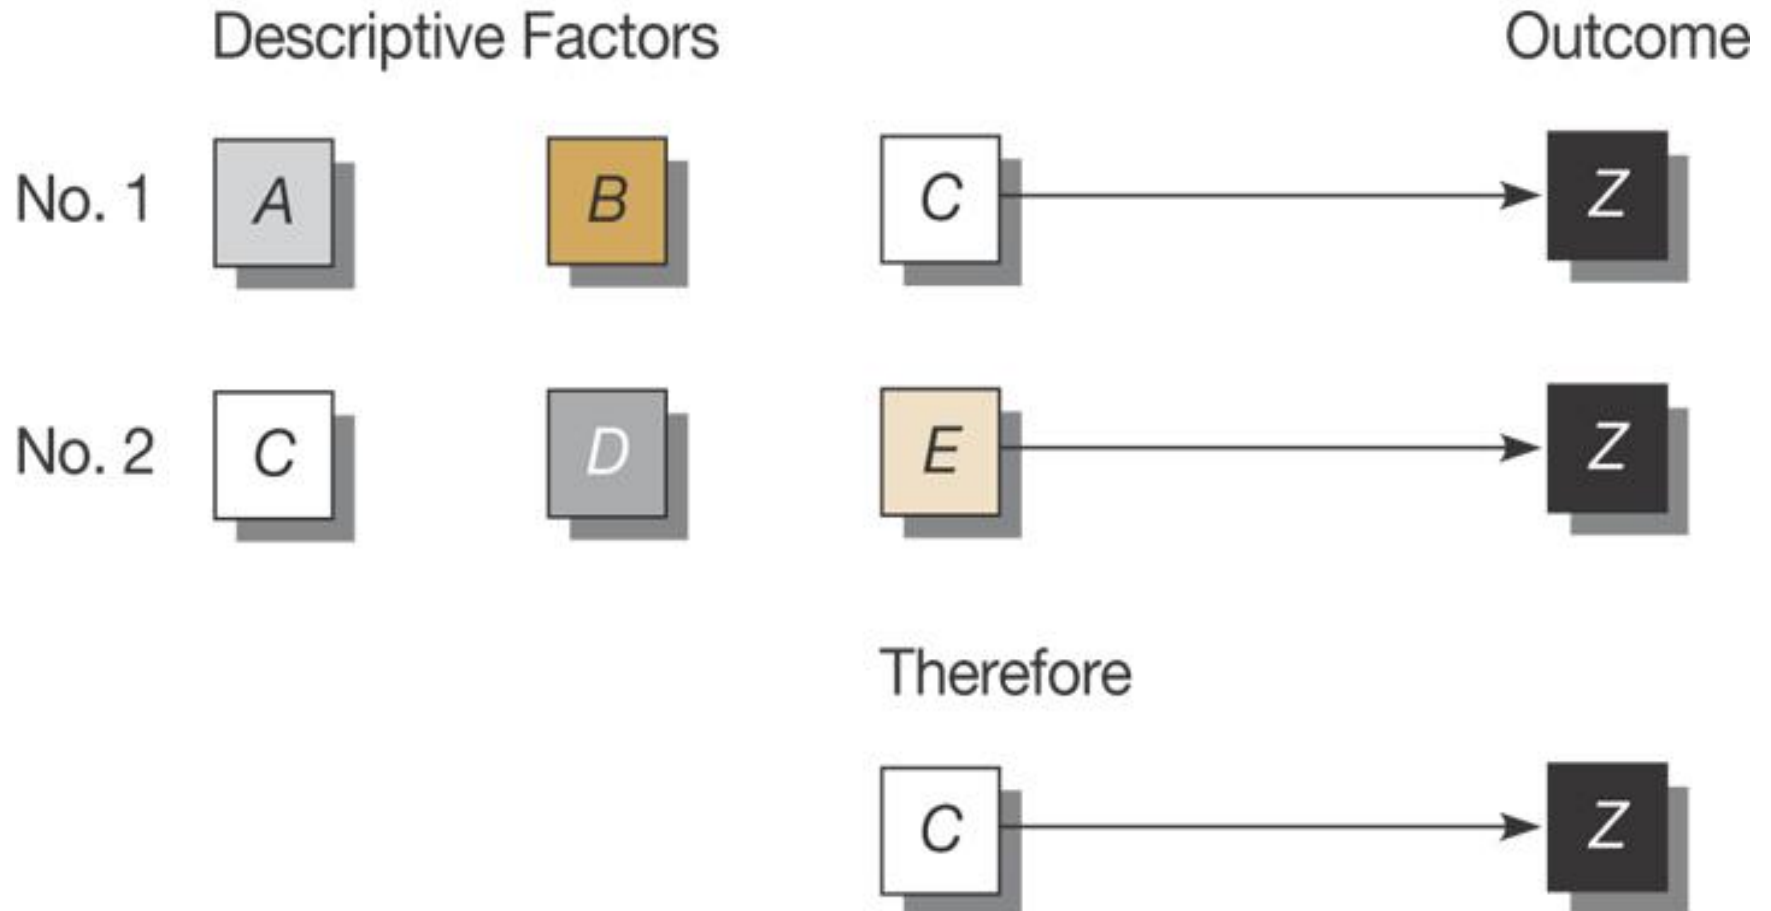 Descriptive Factors Outcome
No. 1 A B C Z
No. 2 C D E Z
Therefore
C Z